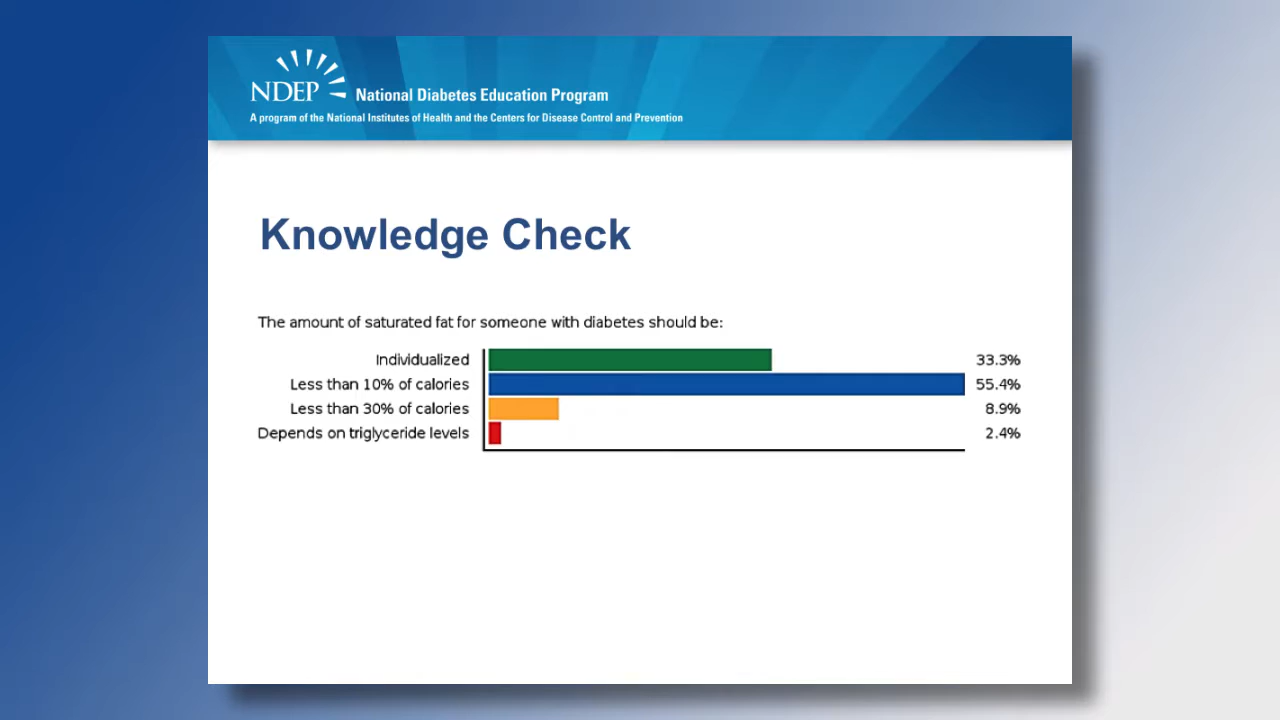 NDEP
National Diabetes Education Program
A program of the National Institutes of Health and the Centers for Disease Control and Prevention
Knowledge Check
The amount of saturated fat for someone with diabetes should be:
Individualized 33.3%
Less than 10% of calories 55.4%
Less than 30% of calories 8.9%
Depends on triglyceride levels 2.4%